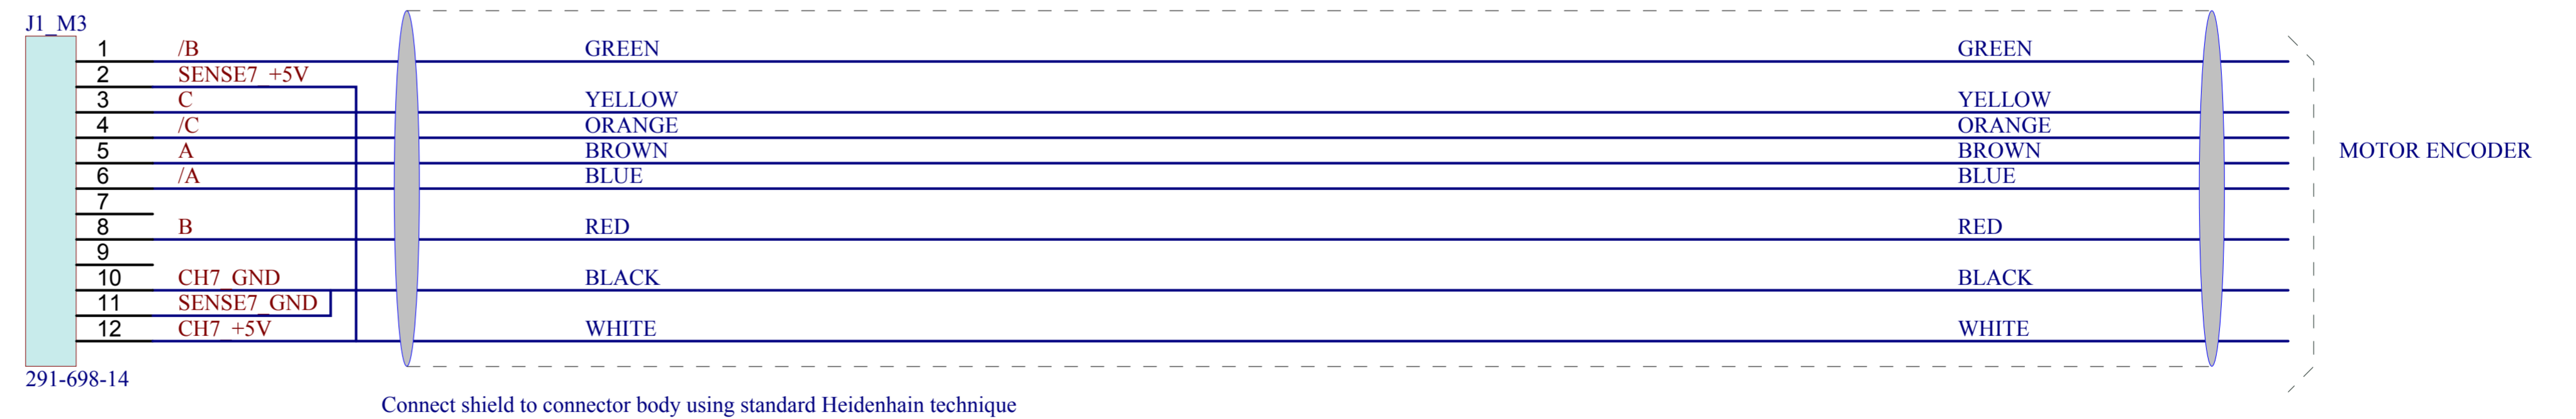 J1_M3
1 /B GREEN GREEN
2 SENSE7_+5V
3 C YELLOW YELLOW
4 /C ORANGE ORANGE
5 A BROWN BROWN MOTOR ENCODER
6 /A BLUE BLUE
7
8 B RED RED
9
10 CH7_GND BLACK BLACK
11 SENSE7_GND
12 CH7_+5V WHITE WHITE
291-698-14
Connect shield to connector body using standard Heidenhain technique